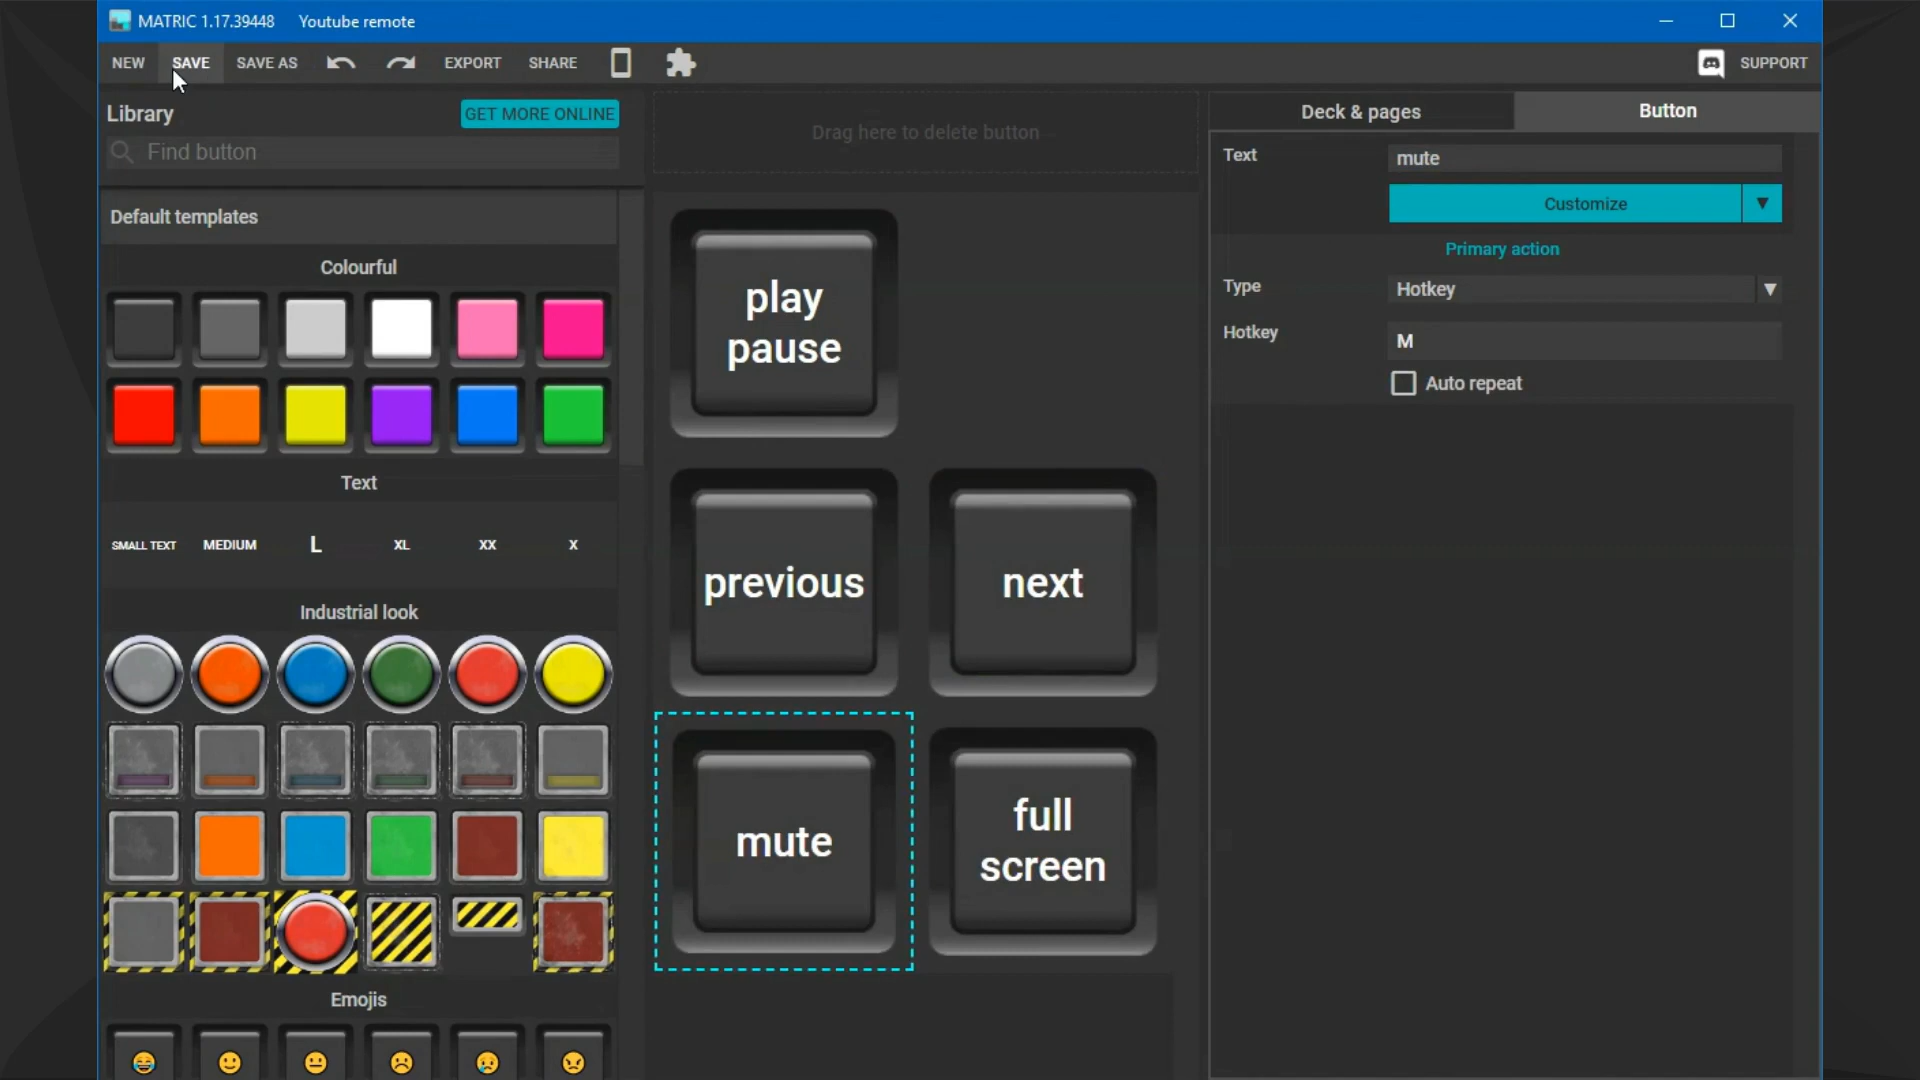 MATRIC 1.17.39448 Youtube remote
NEW SAVE SAVE AS EXPORT SHARE SUPPORT
Library GET MORE ONLINE
Find button
Default templates
Colourful
Text
SMALL TEXT MEDIUM L XL XX X
Industrial look
Emojis
Drag here to delete button
play
pause
previous
next
mute
full
screen
Deck & pages Button
Text mute
Customize
Primary action
Type Hotkey
Hotkey M
Auto repeat